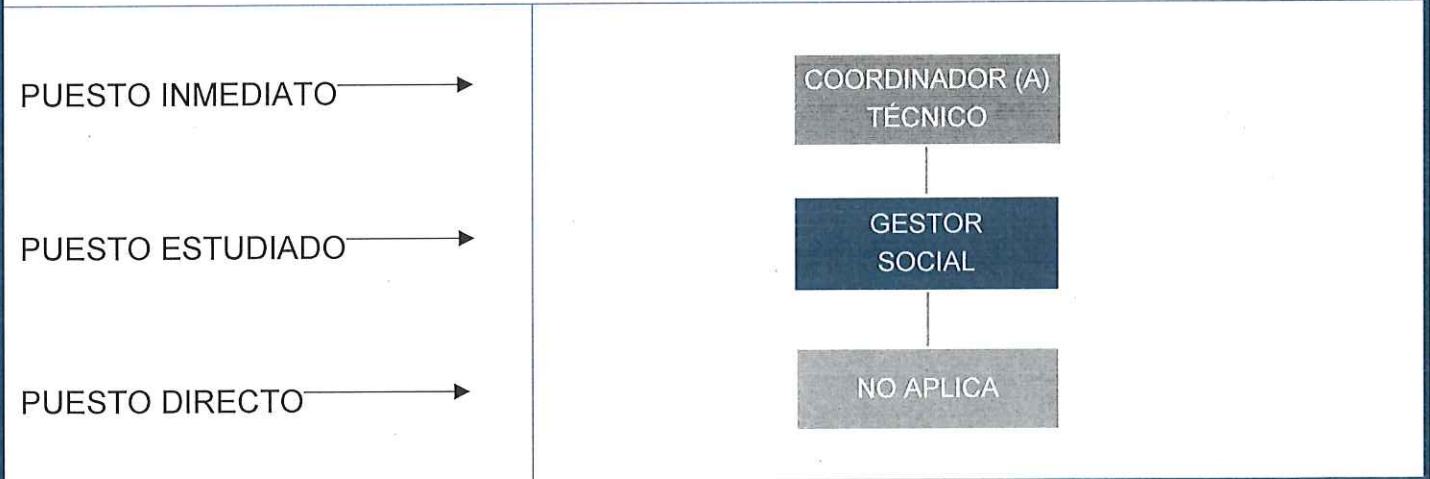 PUESTO INMEDIATO
COORDINADOR (A)
TÉCNICO
PUESTO ESTUDIADO
GESTOR
SOCIAL
PUESTO DIRECTO
NO APLICA